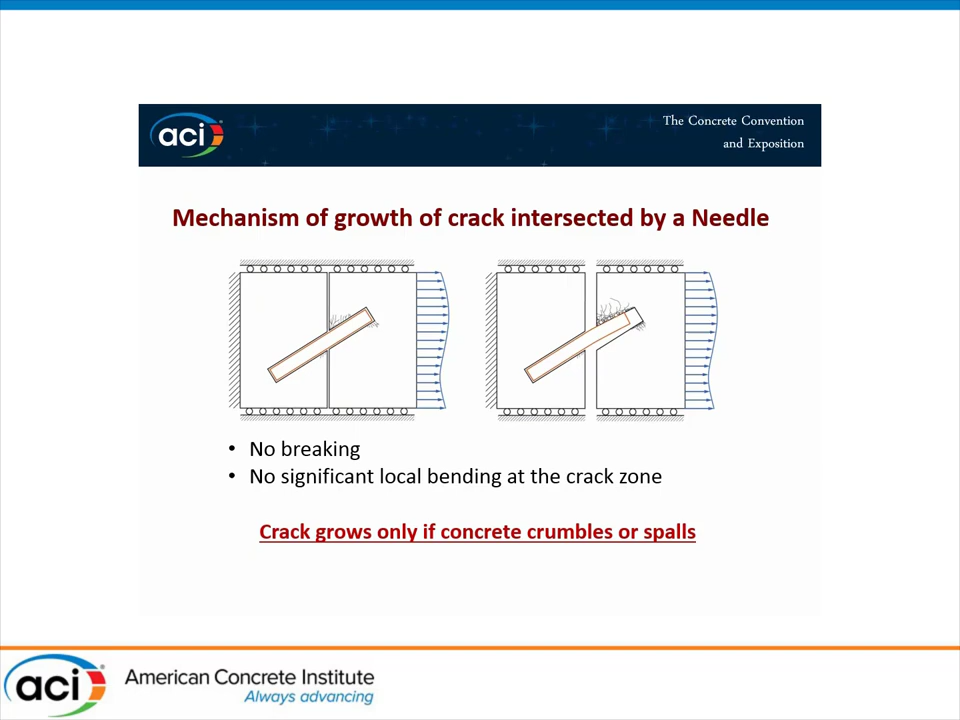 aci
The Concrete Convention
and Exposition
Mechanism of growth of crack intersected by a Needle
• No breaking
• No significant local bending at the crack zone
Crack grows only if concrete crumbles or spalls
aci
American Concrete Institute
Always advancing